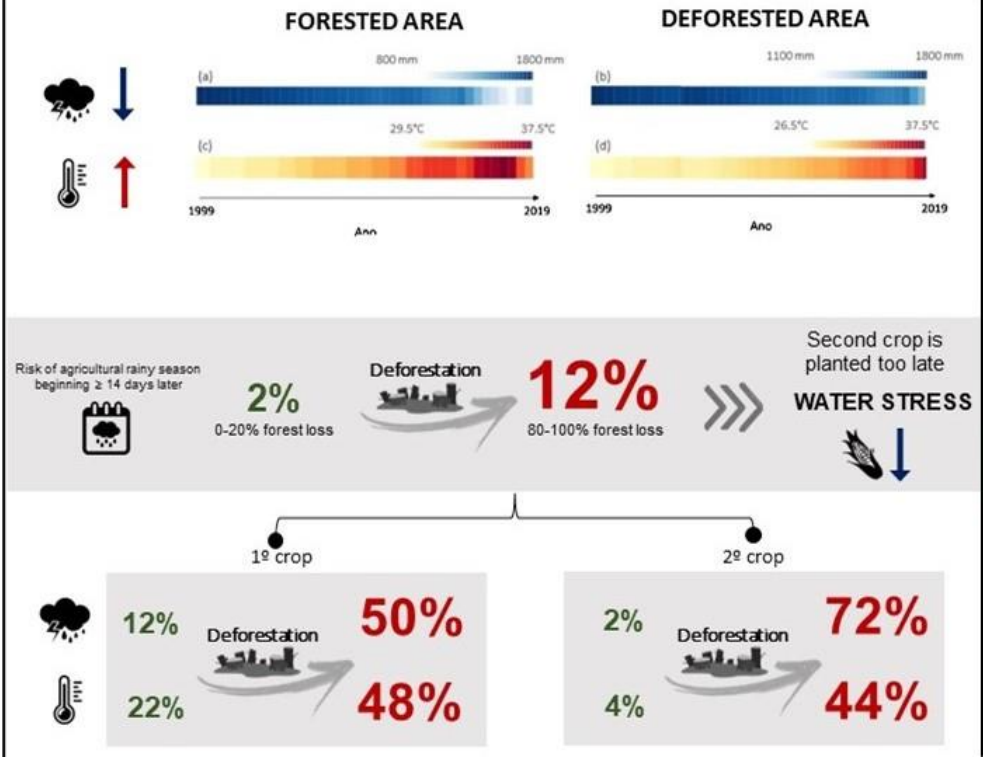 FORESTED AREA
DEFORESTED AREA
800 mm
1800 mm
1100 mm
1800 mm
(a)
(b)
29.5°C
37.5°C
26.5°C
37.5°C
(c)
(d)
1999
2019
1999
2019
Ano
Ano
Risk of agricultural rainy season
beginning ≥ 14 days later
2%
0-20% forest loss
Deforestation
12%
80-100% forest loss
Second crop is
planted too late
WATER STRESS
1º crop
2º crop
12%
Deforestation
50%
22%
48%
2%
Deforestation
72%
4%
44%